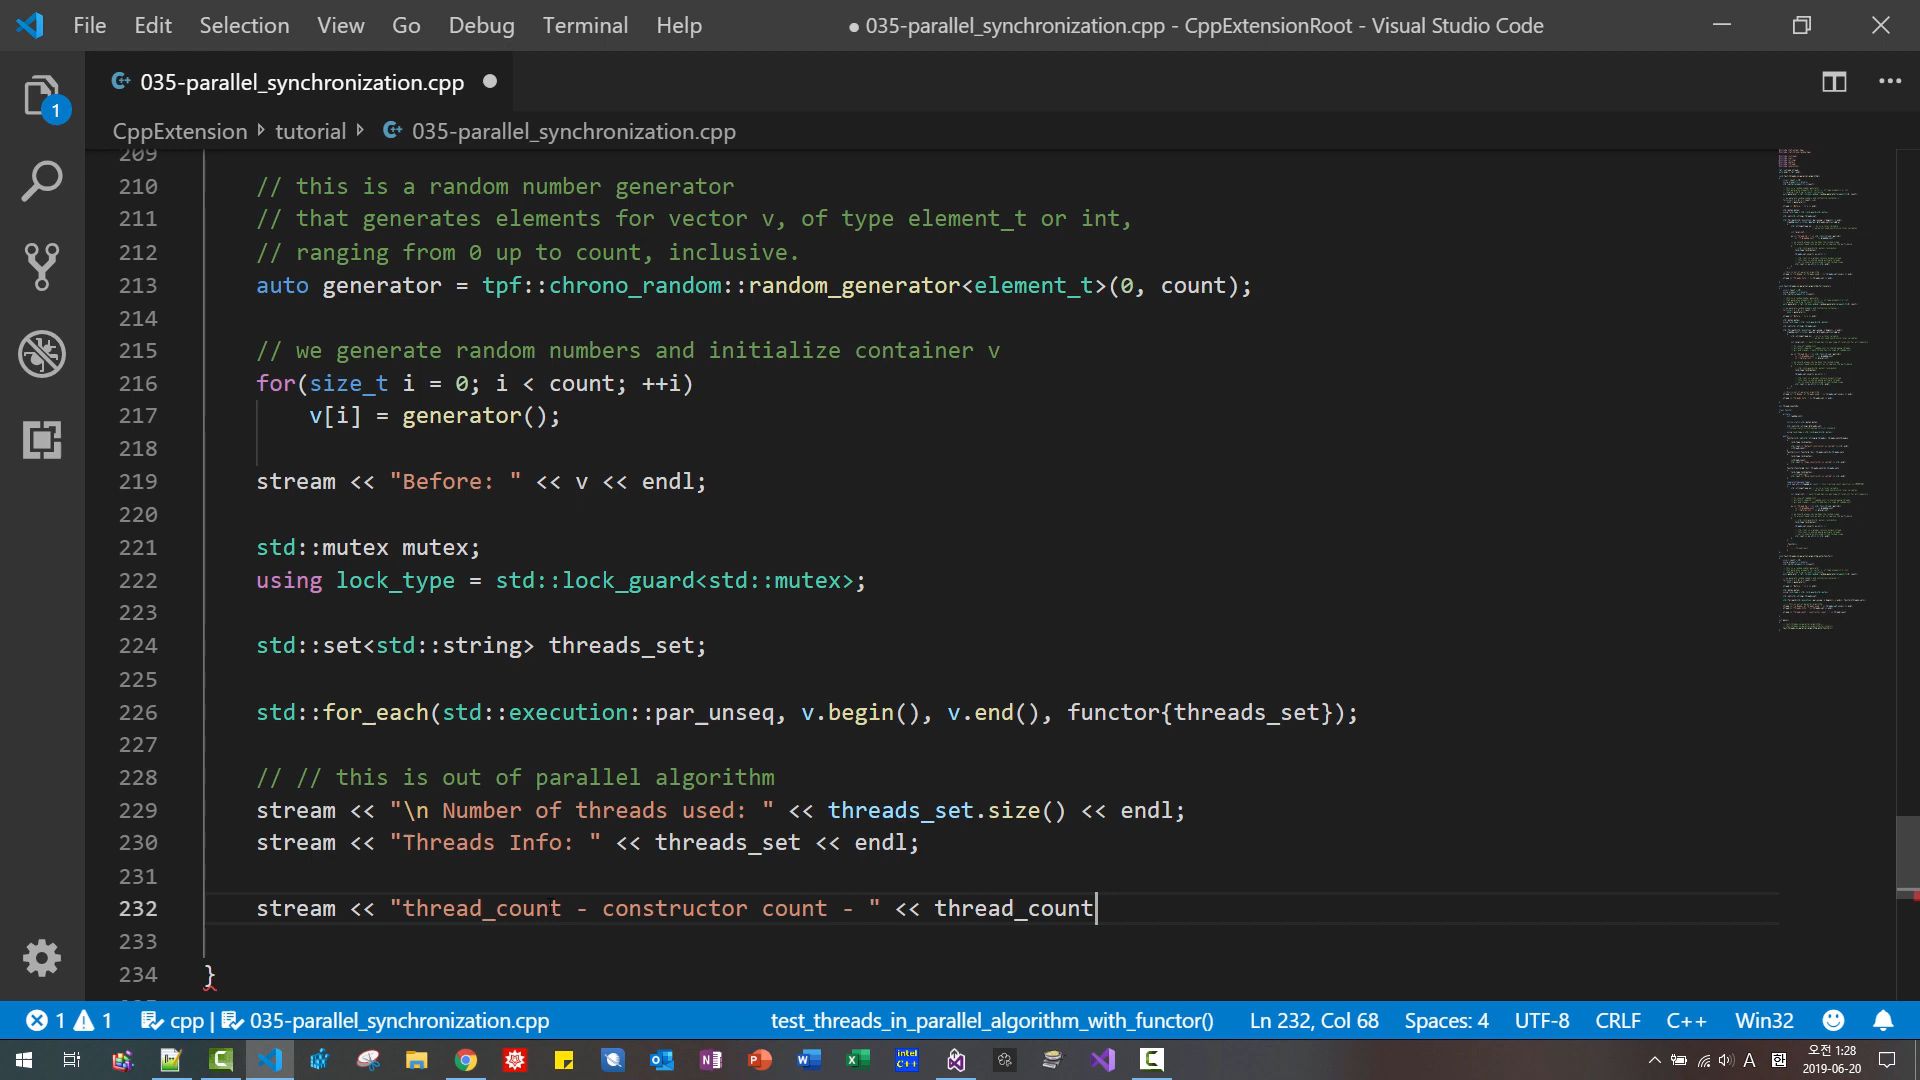 File Edit Selection View Go Debug Terminal Help ● 035-parallel_synchronization.cpp - CppExtensionRoot - Visual Studio Code
035-parallel_synchronization.cpp
CppExtension tutorial 035-parallel_synchronization.cpp
209
210 // this is a random number generator
211 // that generates elements for vector v, of type element_t or int,
212 // ranging from 0 up to count, inclusive.
213 auto generator = tpf::chrono_random::random_generator<element_t>(0, count);
214
215 // we generate random numbers and initialize container v
216 for(size_t i = 0; i < count; ++i)
217 v[i] = generator();
218
219 stream << "Before: " << v << endl;
220
221 std::mutex mutex;
222 using lock_type = std::lock_guard<std::mutex>;
223
224 std::set<std::string> threads_set;
225
226 std::for_each(std::execution::par_unseq, v.begin(), v.end(), functor{threads_set});
227
228 // // this is out of parallel algorithm
229 stream << "\n Number of threads used: " << threads_set.size() << endl;
230 stream << "Threads Info: " << threads_set << endl;
231
232 stream << "thread_count - constructor count - " << thread_count
233
234 }
1
1 1 cpp | 035-parallel_synchronization.cpp test_threads_in_parallel_algorithm_with_functor() Ln 232, Col 68 Spaces: 4 UTF-8 CRLF C++ Win32
intel C++ A 오전 1:28
2019-06-20